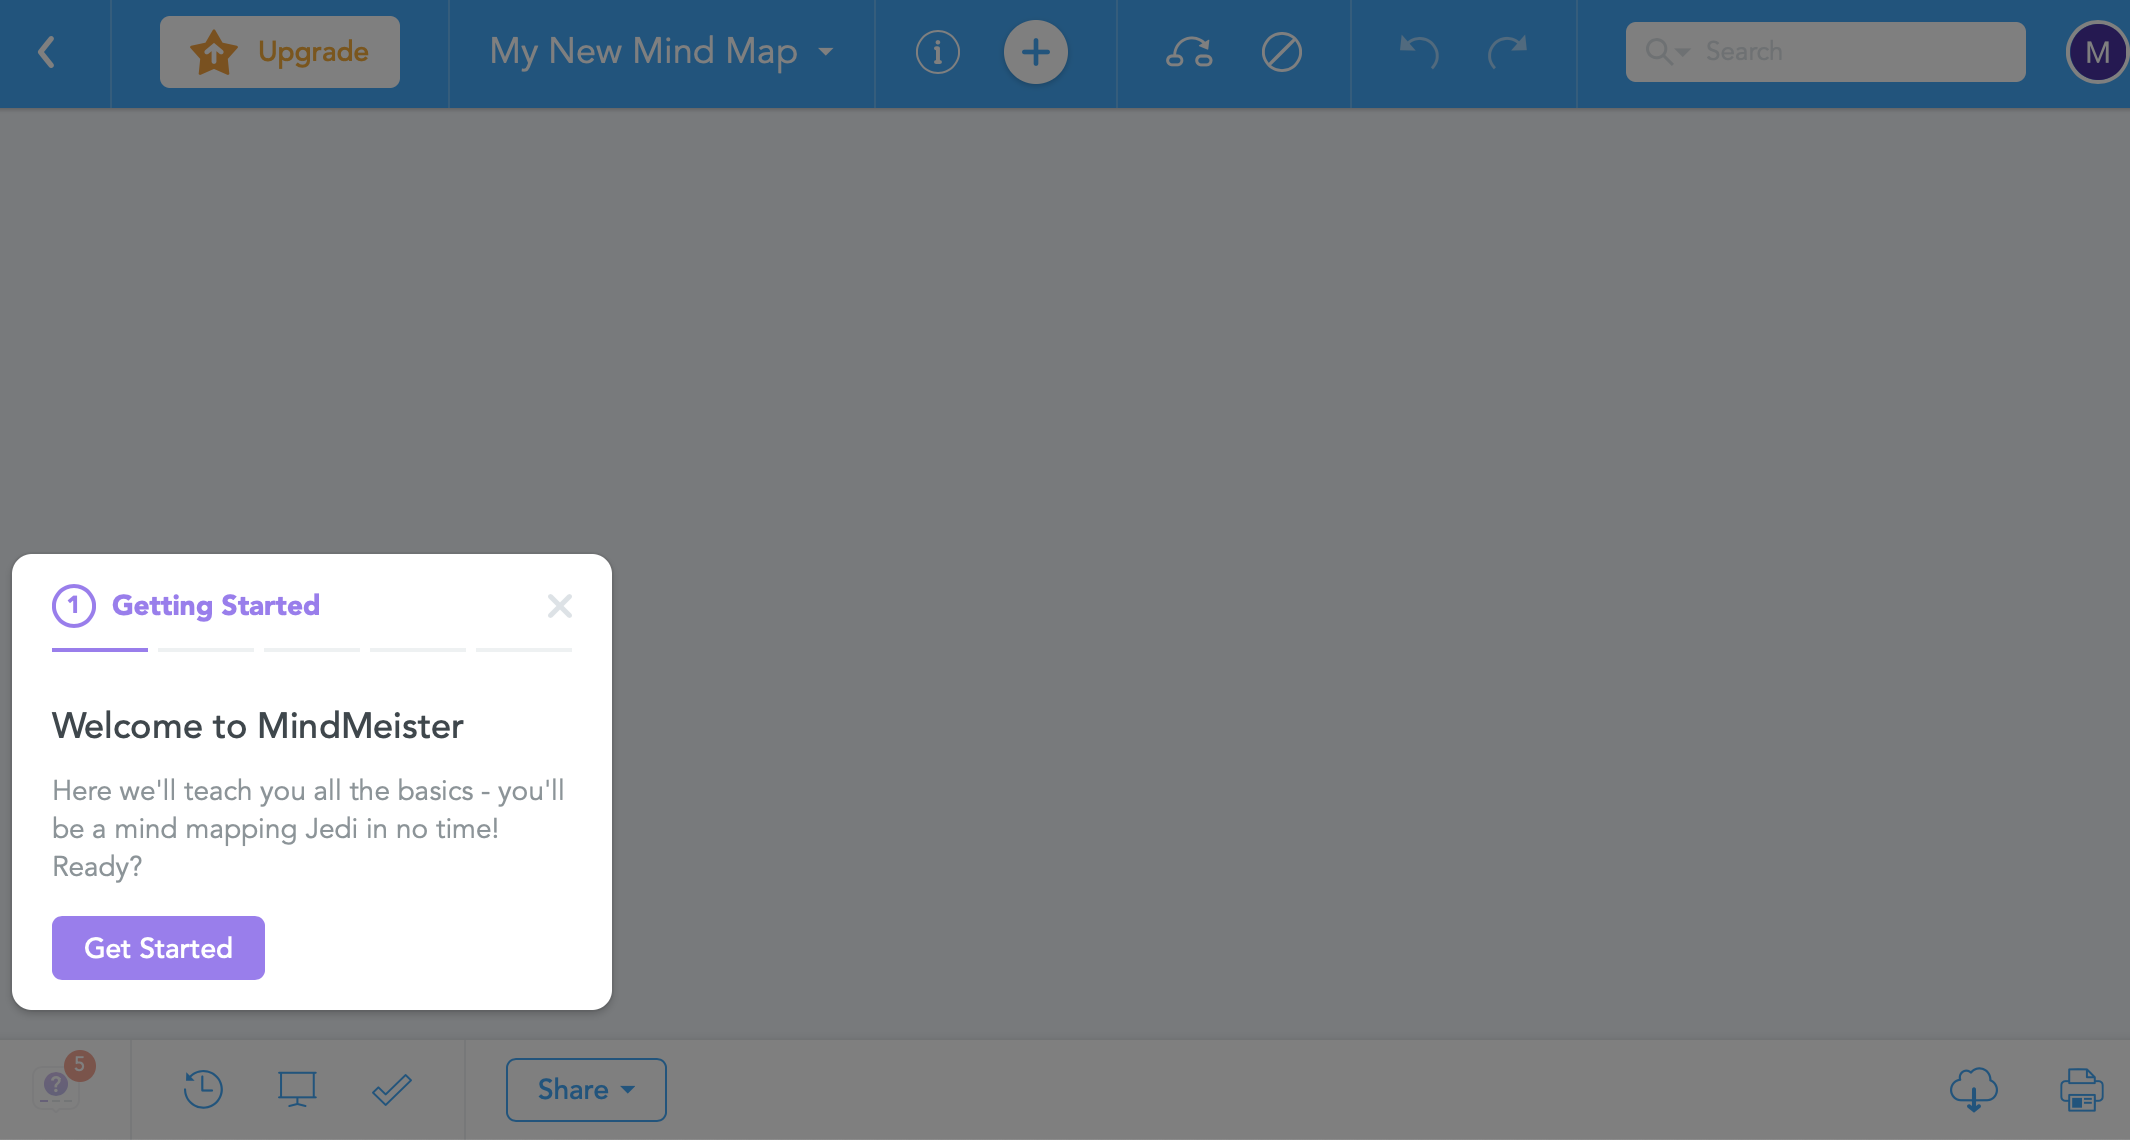 Upgrade
My New Mind Map
Search
M
1 Getting Started
Welcome to MindMeister
Here we'll teach you all the basics - you'll
be a mind mapping Jedi in no time!
Ready?
Get Started
5
?
Share